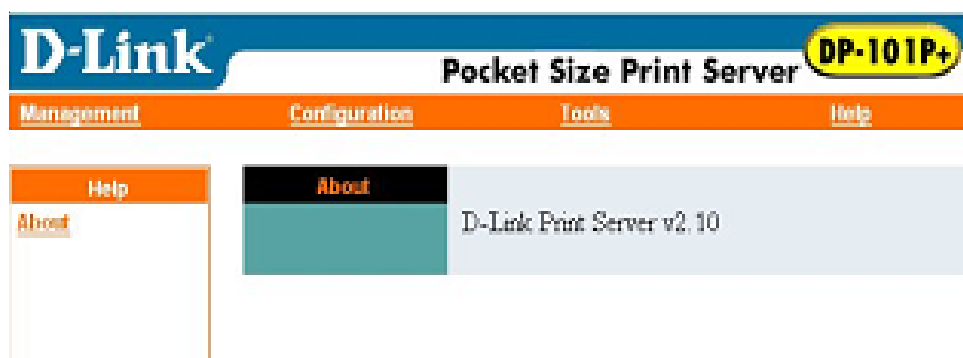 D-Link
Pocket Size Print Server DP-101P+
Management Configuration Tools Help
Help
About
About
D-Link Print Server v2.10